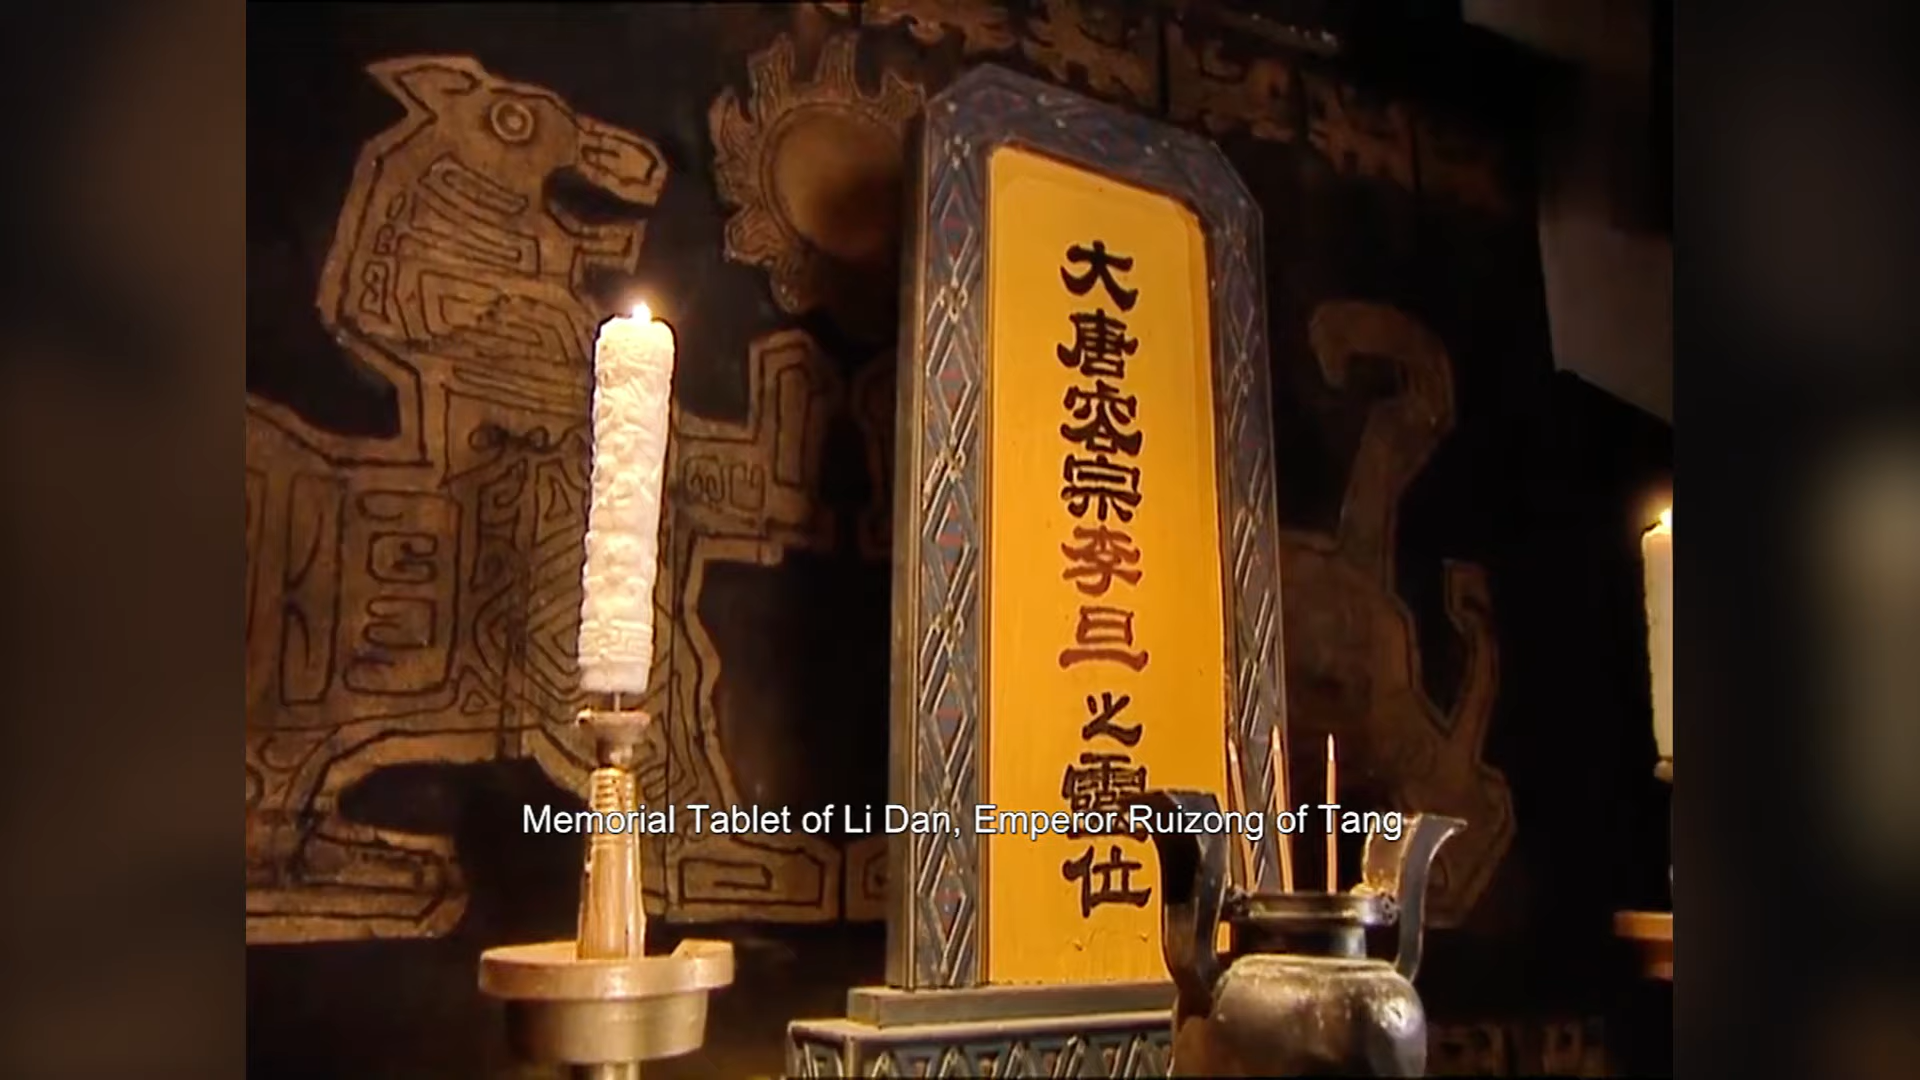 大唐睿宗李旦之靈位
Memorial Tablet of Li Dan, Emperor Ruizong of Tang